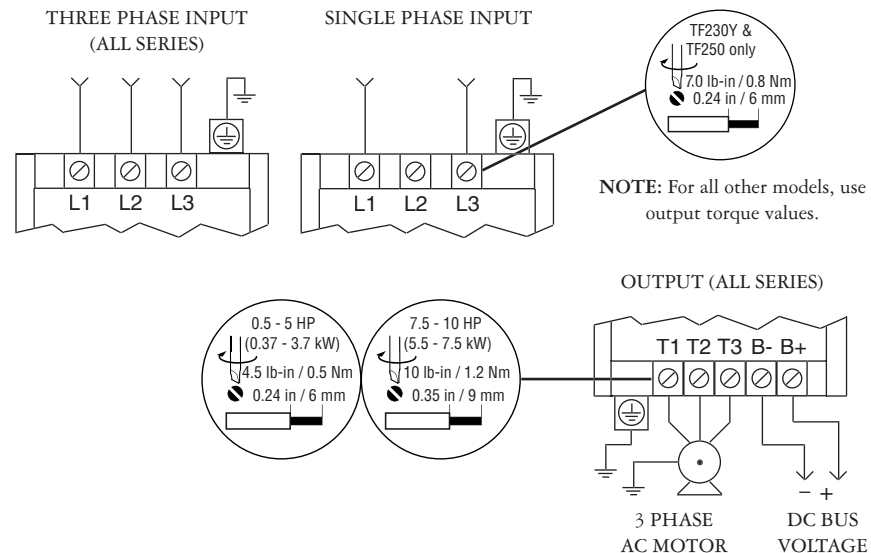 THREE PHASE INPUT
(ALL SERIES)
L1 L2 L3
SINGLE PHASE INPUT
L1 L2 L3
TF230Y &
TF250 only
7.0 lb-in / 0.8 Nm
0.24 in / 6 mm
NOTE: For all other models, use
output torque values.
0.5 - 5 HP
(0.37 - 3.7 kW)
4.5 lb-in / 0.5 Nm
0.24 in / 6 mm
7.5 - 10 HP
(5.5 - 7.5 kW)
10 lb-in / 1.2 Nm
0.35 in / 9 mm
OUTPUT (ALL SERIES)
T1 T2 T3 B- B+
− +
3 PHASE
AC MOTOR
DC BUS
VOLTAGE